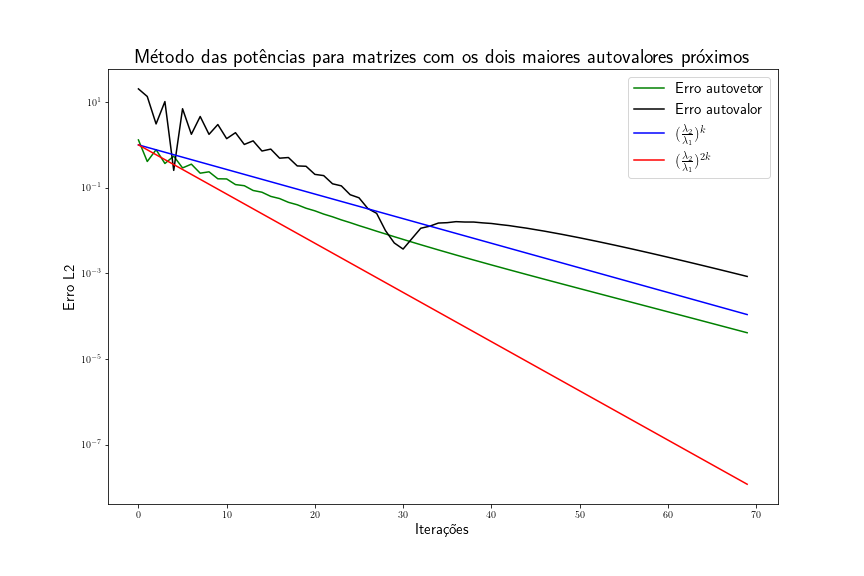 Método das potências para matrizes com os dois maiores autovalores próximos
Erro autovetor
Erro autovalor
$(\frac{\lambda_2}{\lambda_1})^k$
$(\frac{\lambda_2}{\lambda_1})^{2k}$
Erro L2
10^1
10^{-1}
10^{-3}
10^{-5}
10^{-7}
0 10 20 30 40 50 60 70
Iterações